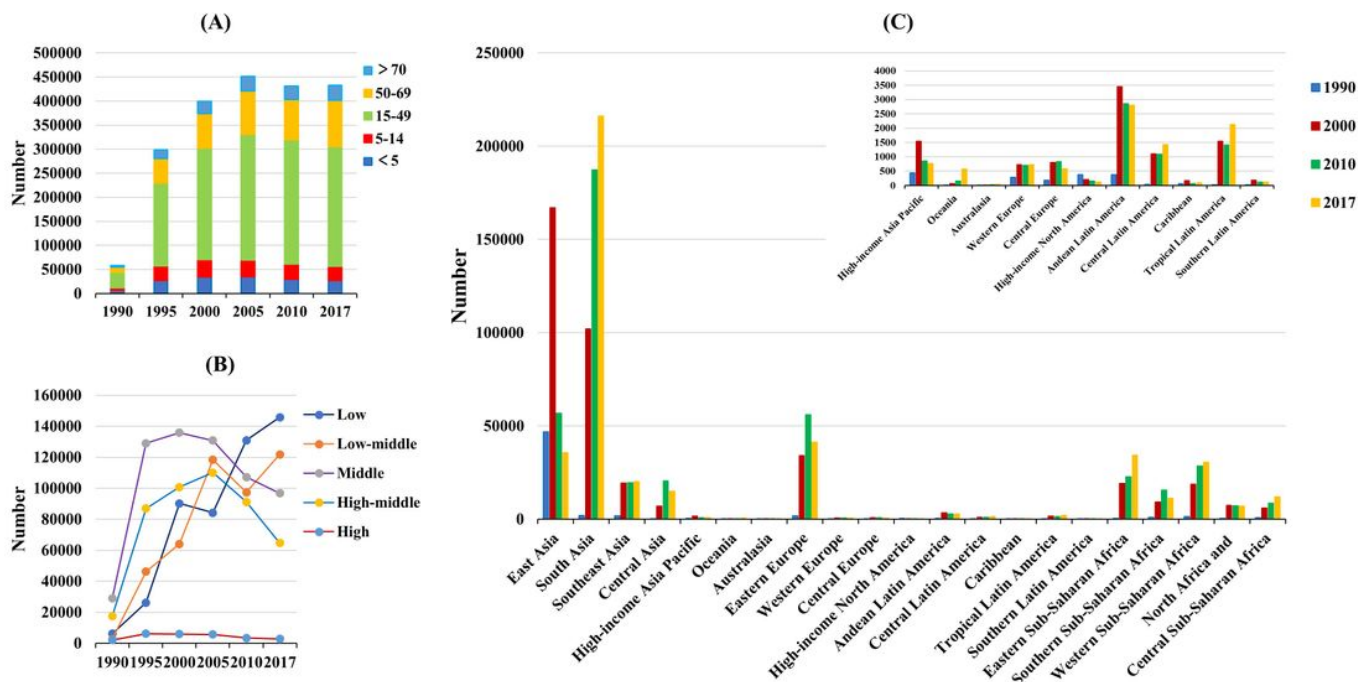 (A)
500000
450000
400000
350000
300000
250000
200000
150000
100000
50000
0
Number
1990 1995 2000 2005 2010 2017
＞70
50-69
15-49
5-14
＜5
(B)
160000
140000
120000
100000
80000
60000
40000
20000
0
Number
1990 1995 2000 2005 2010 2017
Low
Low-middle
Middle
High-middle
High
(C)
250000
200000
150000
100000
50000
0
Number
East Asia
South Asia
Southeast Asia
Central Asia
High-income Asia Pacific
Oceania
Australasia
Eastern Europe
Western Europe
Central Europe
High-income North America
Andean Latin America
Central Latin America
Caribbean
Tropical Latin America
Southern Latin America
Eastern Sub-Saharan Africa
Southern Sub-Saharan Africa
Western Sub-Saharan Africa
North Africa and
Central Sub-Saharan Africa
4000
3500
3000
2500
2000
1500
1000
500
0
High-income Asia Pacific
Oceania
Australasia
Western Europe
Central Europe
High-income North America
Andean Latin America
Central Latin America
Caribbean
Tropical Latin America
Southern Latin America
1990
2000
2010
2017